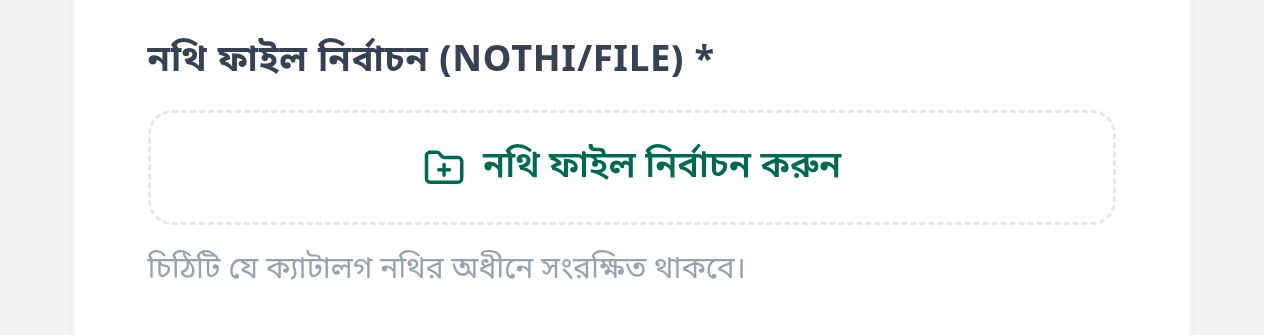 নথি ফাইল নির্বাচন (NOTHI/FILE) *
নথি ফাইল নির্বাচন করুন
চিঠিটি যে ক্যাটালগ নথির অধীনে সংরক্ষিত থাকবে।